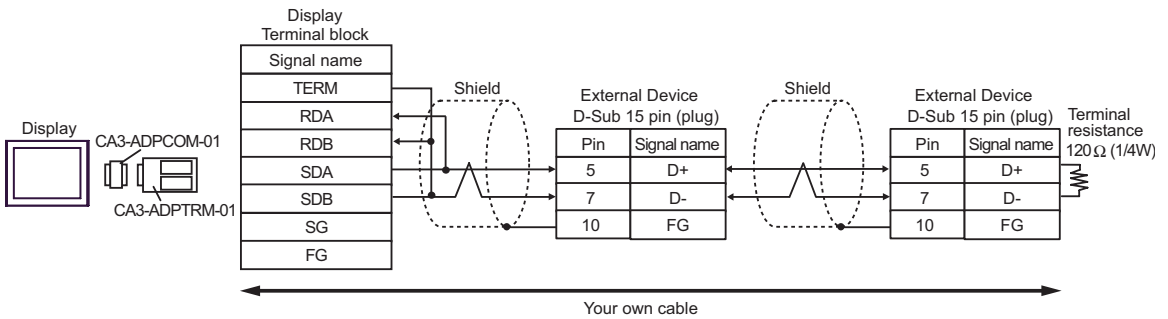 Display
CA3-ADPCOM-01
CA3-ADPTRM-01
Display
Terminal block
Signal name
TERM
RDA
RDB
SDA
SDB
SG
FG
Shield
External Device
D-Sub 15 pin (plug)
Pin Signal name
5 D+
7 D-
10 FG
Shield
External Device
D-Sub 15 pin (plug)
Pin Signal name
5 D+
7 D-
10 FG
Terminal
resistance
120Ω (1/4W)
Your own cable